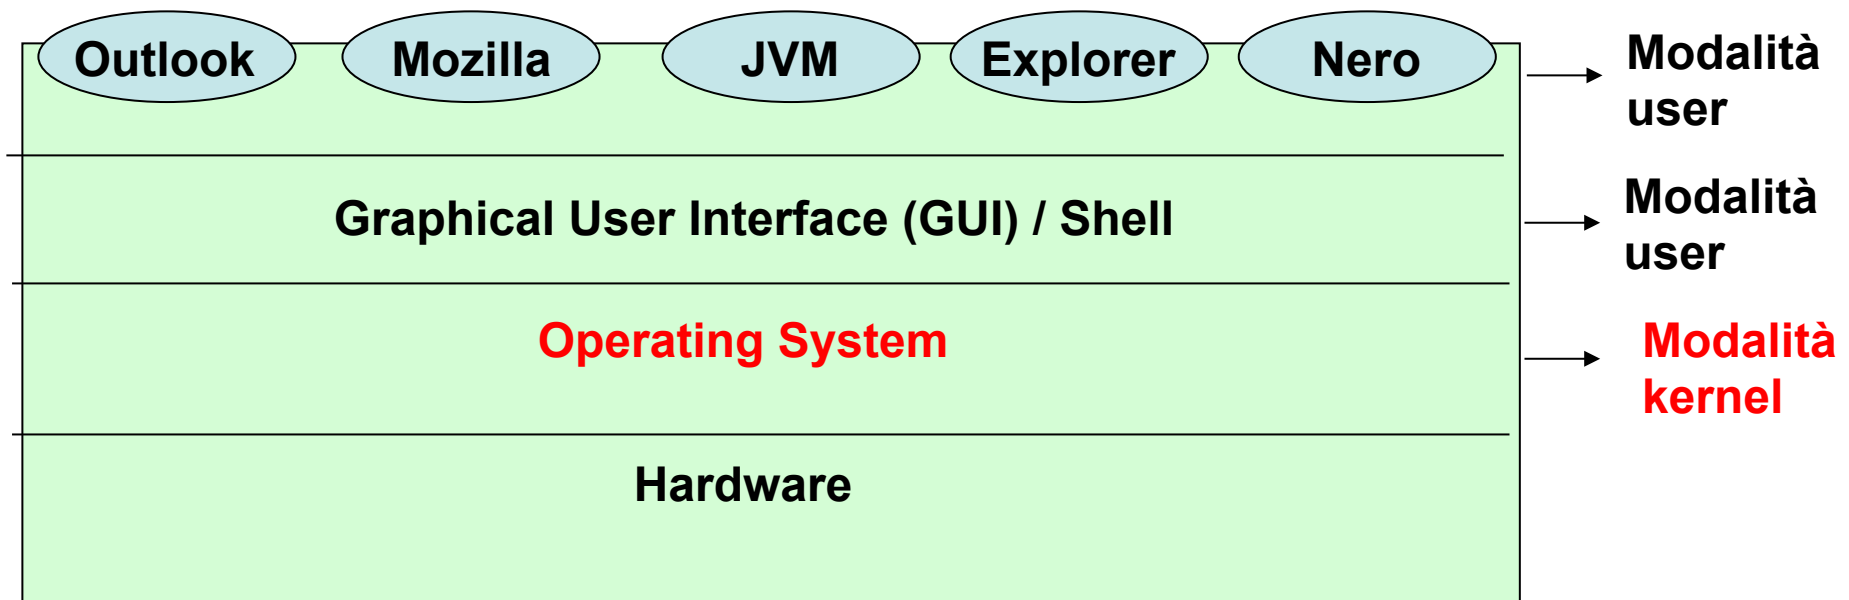 Outlook Mozilla JVM Explorer Nero
Modalità
user
Graphical User Interface (GUI) / Shell
Modalità
user
Operating System
Modalità
kernel
Hardware